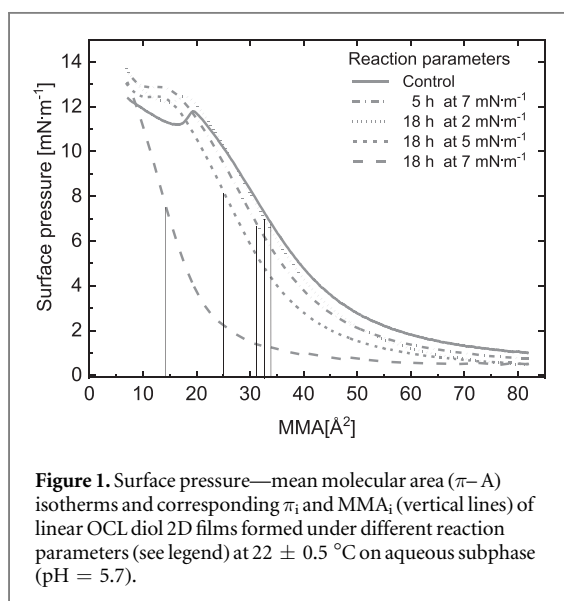 14
12
10
8
6
4
2
0
Surface pressure [mN·m⁻¹]
Reaction parameters
Control
5 h at 7 mN·m⁻¹
18 h at 2 mN·m⁻¹
18 h at 5 mN·m⁻¹
18 h at 7 mN·m⁻¹
0 10 20 30 40 50 60 70 80
MMA[Å²]
Figure 1. Surface pressure—mean molecular area (π– A)
isotherms and corresponding πᵢ and MMAᵢ (vertical lines) of
linear OCL diol 2D films formed under different reaction
parameters (see legend) at 22 ± 0.5 °C on aqueous subphase
(pH = 5.7).